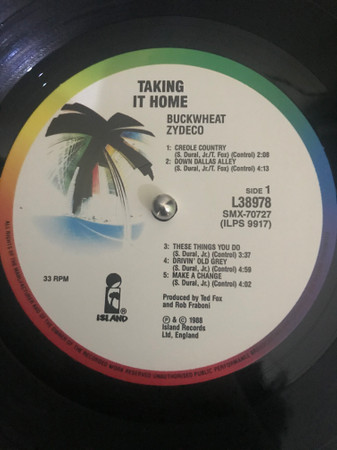 TAKING
IT HOME
BUCKWHEAT
ZYDECO
1: CREOLE COUNTRY
(S. Dural, Jr./T. Fox) (Control) 2:08
2: DOWN DALLAS ALLEY
(S. Dural, Jr./T. Fox) (Control) 4:13
SIDE 1
L38978
SMX-70727
(ILPS 9917)
33 RPM
3: THESE THINGS YOU DO
(S. Dural, Jr.) (Control) 3:37
4: DRIVIN' OLD GREY
(S. Dural, Jr.) (Control) 4:59
5: MAKE A CHANGE
(S. Dural, Jr.) (Control) 4:02
Produced by Ted Fox
and Rob Fraboni
ISLAND
℗ & © 1988
Island Records
Ltd, England